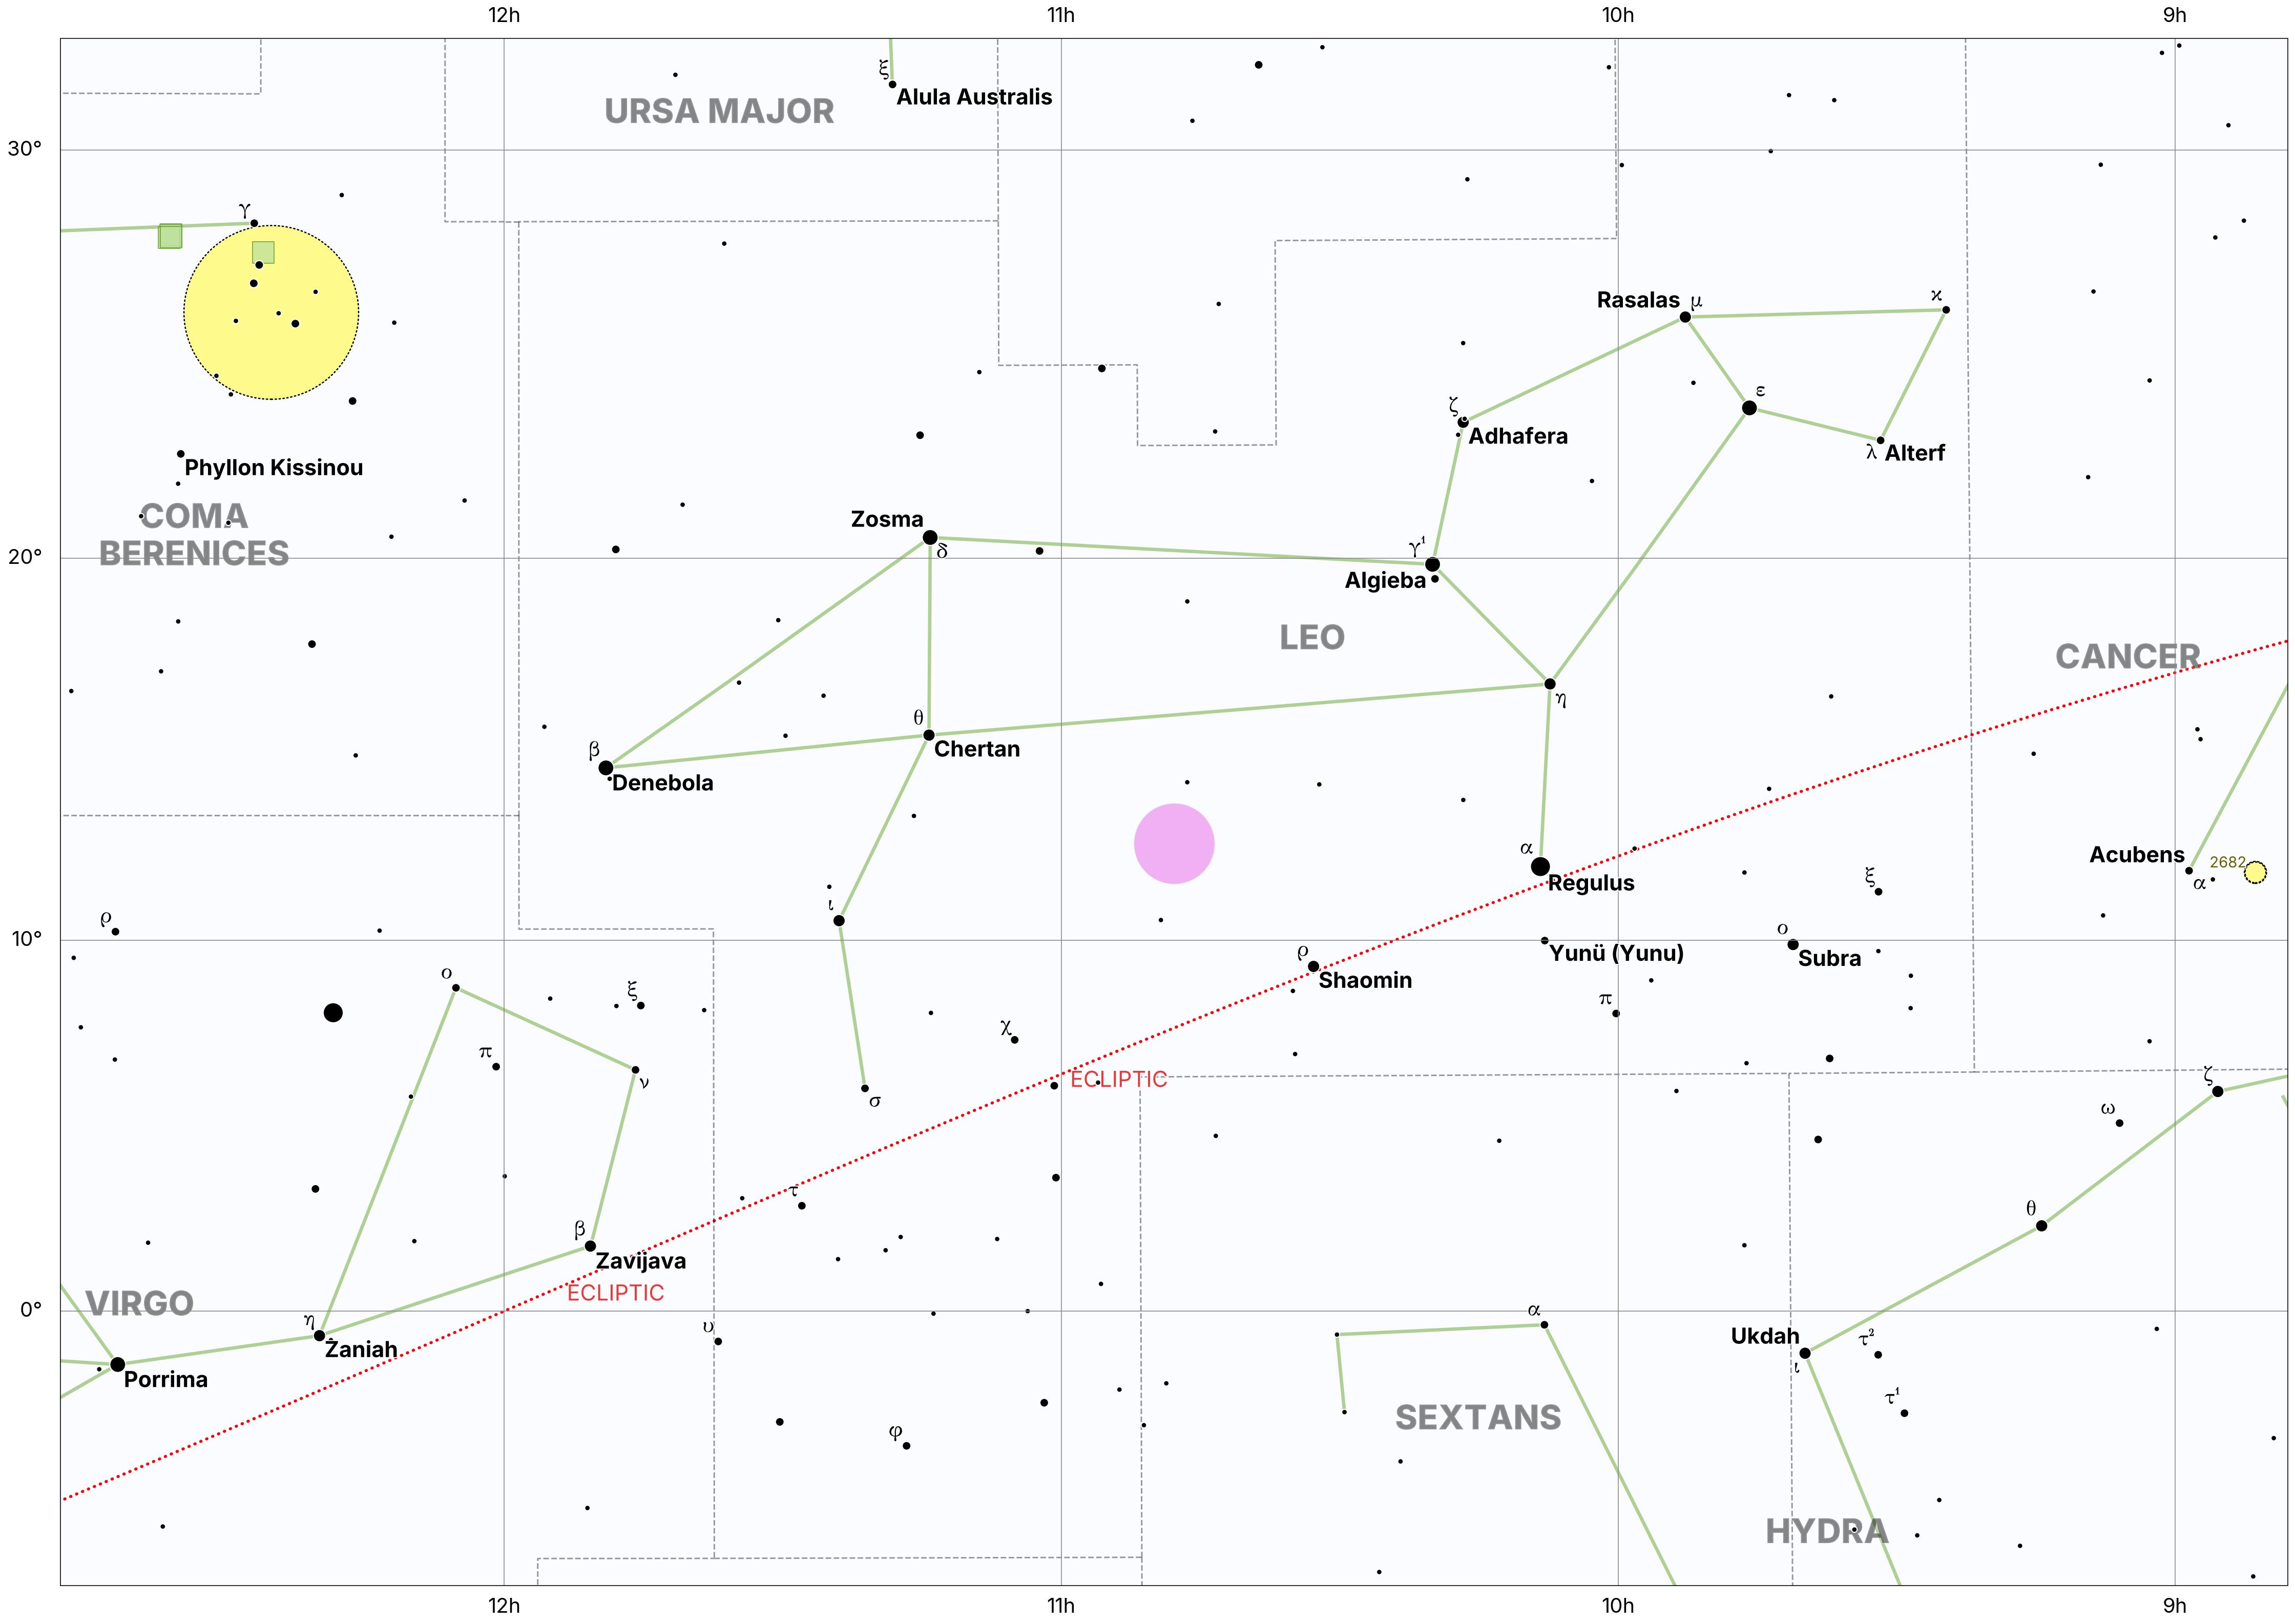 12h 11h 10h 9h
ξ
Alula Australis
URSA MAJOR
30°
γ
Rasalas μ
ϰ
ε
ζ
Adhafera
λ Alterf
Phyllon Kissinou
COMA
BERENICES
Zosma
δ
γ¹
Algieba
20°
LEO
CANCER
η
θ
Chertan
β
Denebola
α
Regulus
Acubens
α
2682
ξ
ι
ρ
10°
ο
Subra
Yunü (Yunu)
ρ
Shaomin
π
ο
ξ
π
ν
χ
σ
ECLIPTIC
ζ
ω
θ
τ
β
Zavijava
ECLIPTIC
VIRGO
0°
η
Zaniah
Porrima
υ
α
Ukdah
ι
τ²
τ¹
φ
SEXTANS
HYDRA
12h 11h 10h 9h